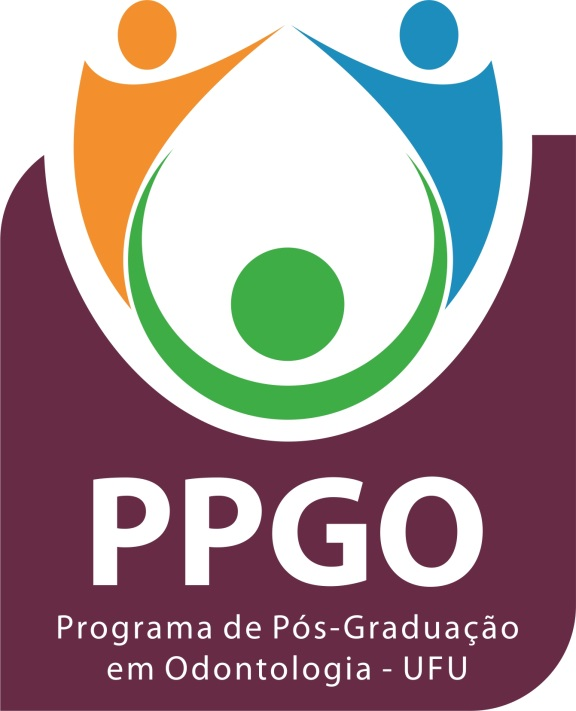 PPGO
Programa de Pós-Graduação
em Odontologia - UFU